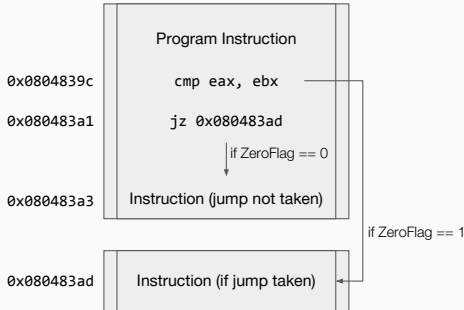 Program Instruction
0x0804839c cmp eax, ebx
0x080483a1 jz 0x080483ad
if ZeroFlag == 0
0x080483a3 Instruction (jump not taken)
if ZeroFlag == 1
0x080483ad Instruction (if jump taken)